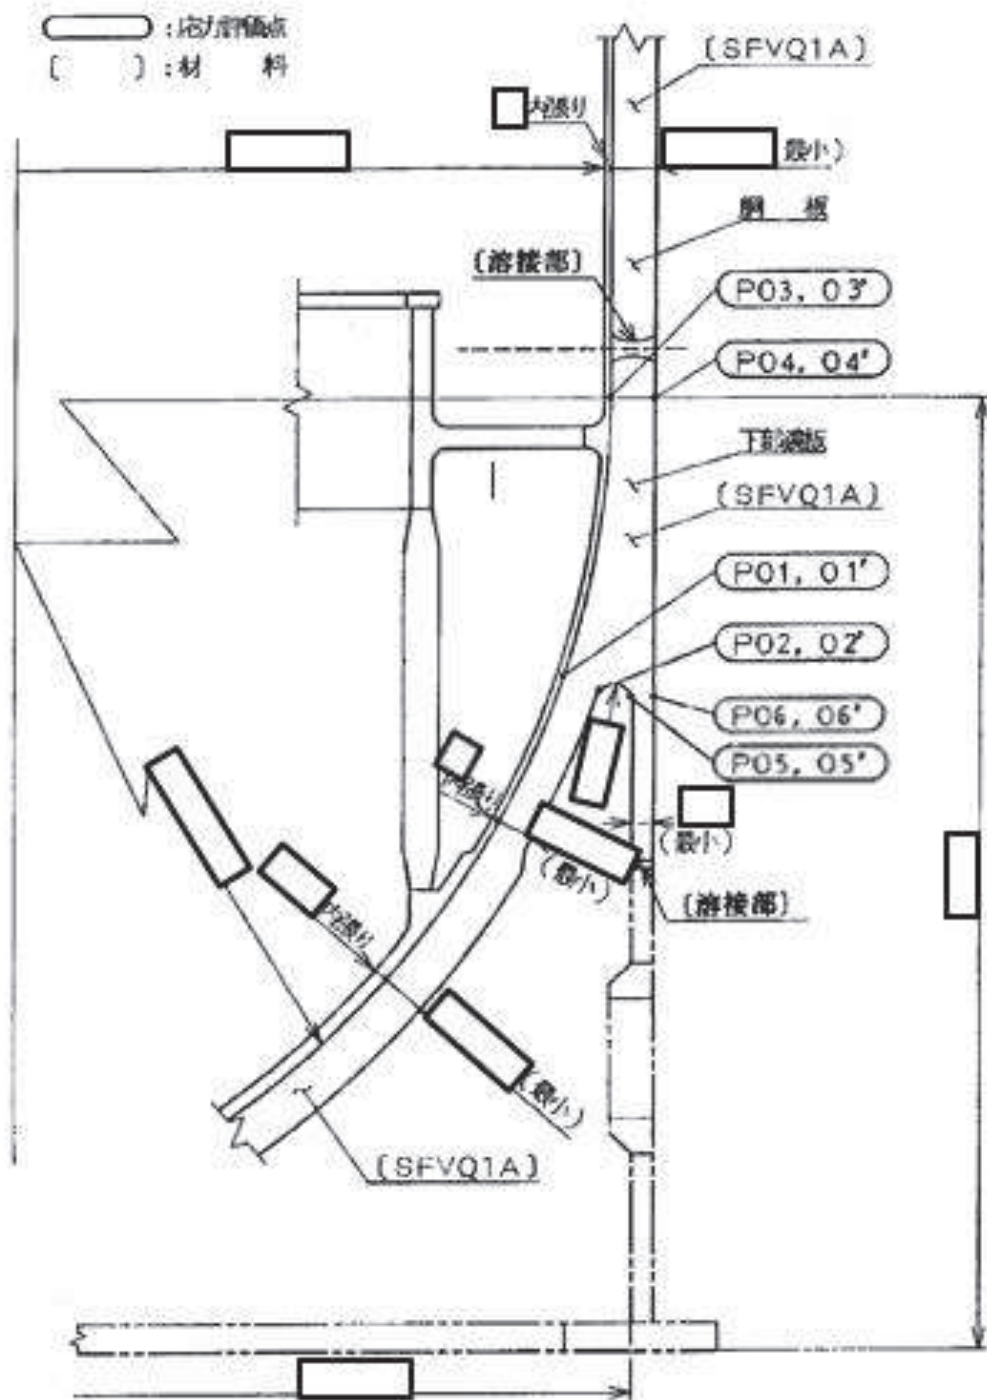 : 応力評価点
〔 〕: 材 料
〔SFVQ1A〕
内張り
最小)
胴 板
〔溶接部〕
P03, 03'
P04, 04'
下部鏡板
〔SFVQ1A〕
P01, 01'
P02, 02'
P06, 06'
P05, 05'
内張り
(最小)
(最小)
〔溶接部〕
内張り
(最小)
〔SFVQ1A〕